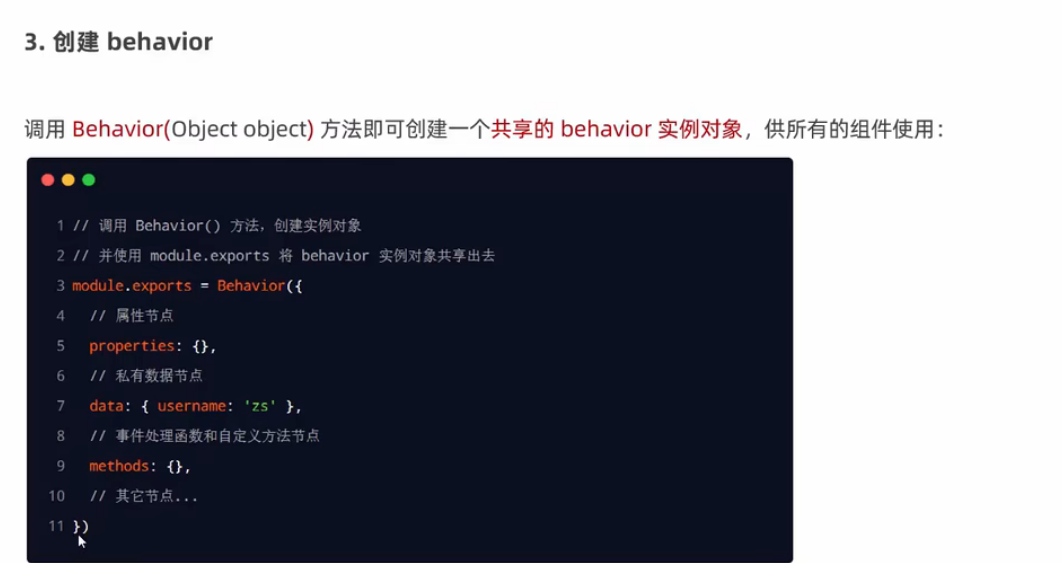 3. 创建 behavior
调用 Behavior(Object object) 方法即可创建一个共享的 behavior 实例对象，供所有的组件使用：
1 // 调用 Behavior() 方法，创建实例对象
2 // 并使用 module.exports 将 behavior 实例对象共享出去
3 module.exports = Behavior({
4 // 属性节点
5 properties: {},
6 // 私有数据节点
7 data: { username: 'zs' },
8 // 事件处理函数和自定义方法节点
9 methods: {},
10 // 其它节点...
11 })